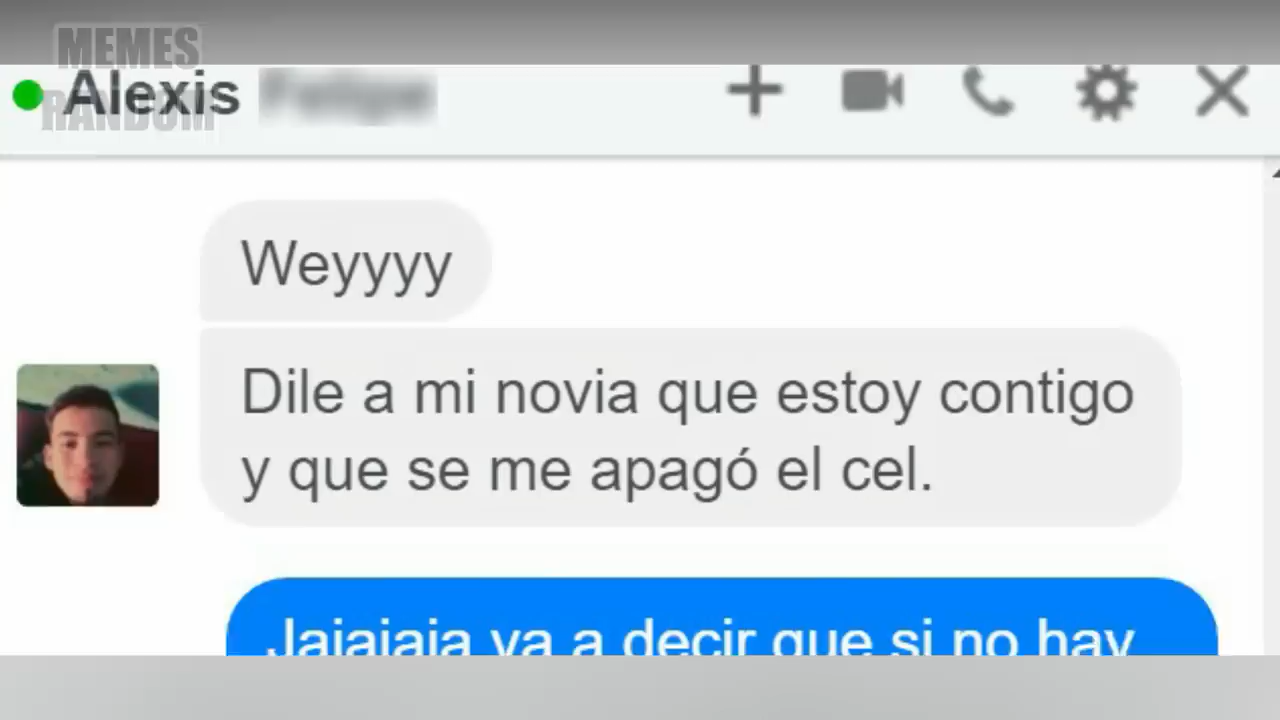 MEMES
RANDOM
Alexis
Weyyyy
Dile a mi novia que estoy contigo
y que se me apagó el cel.
Jajajaja va a decir que si no hay